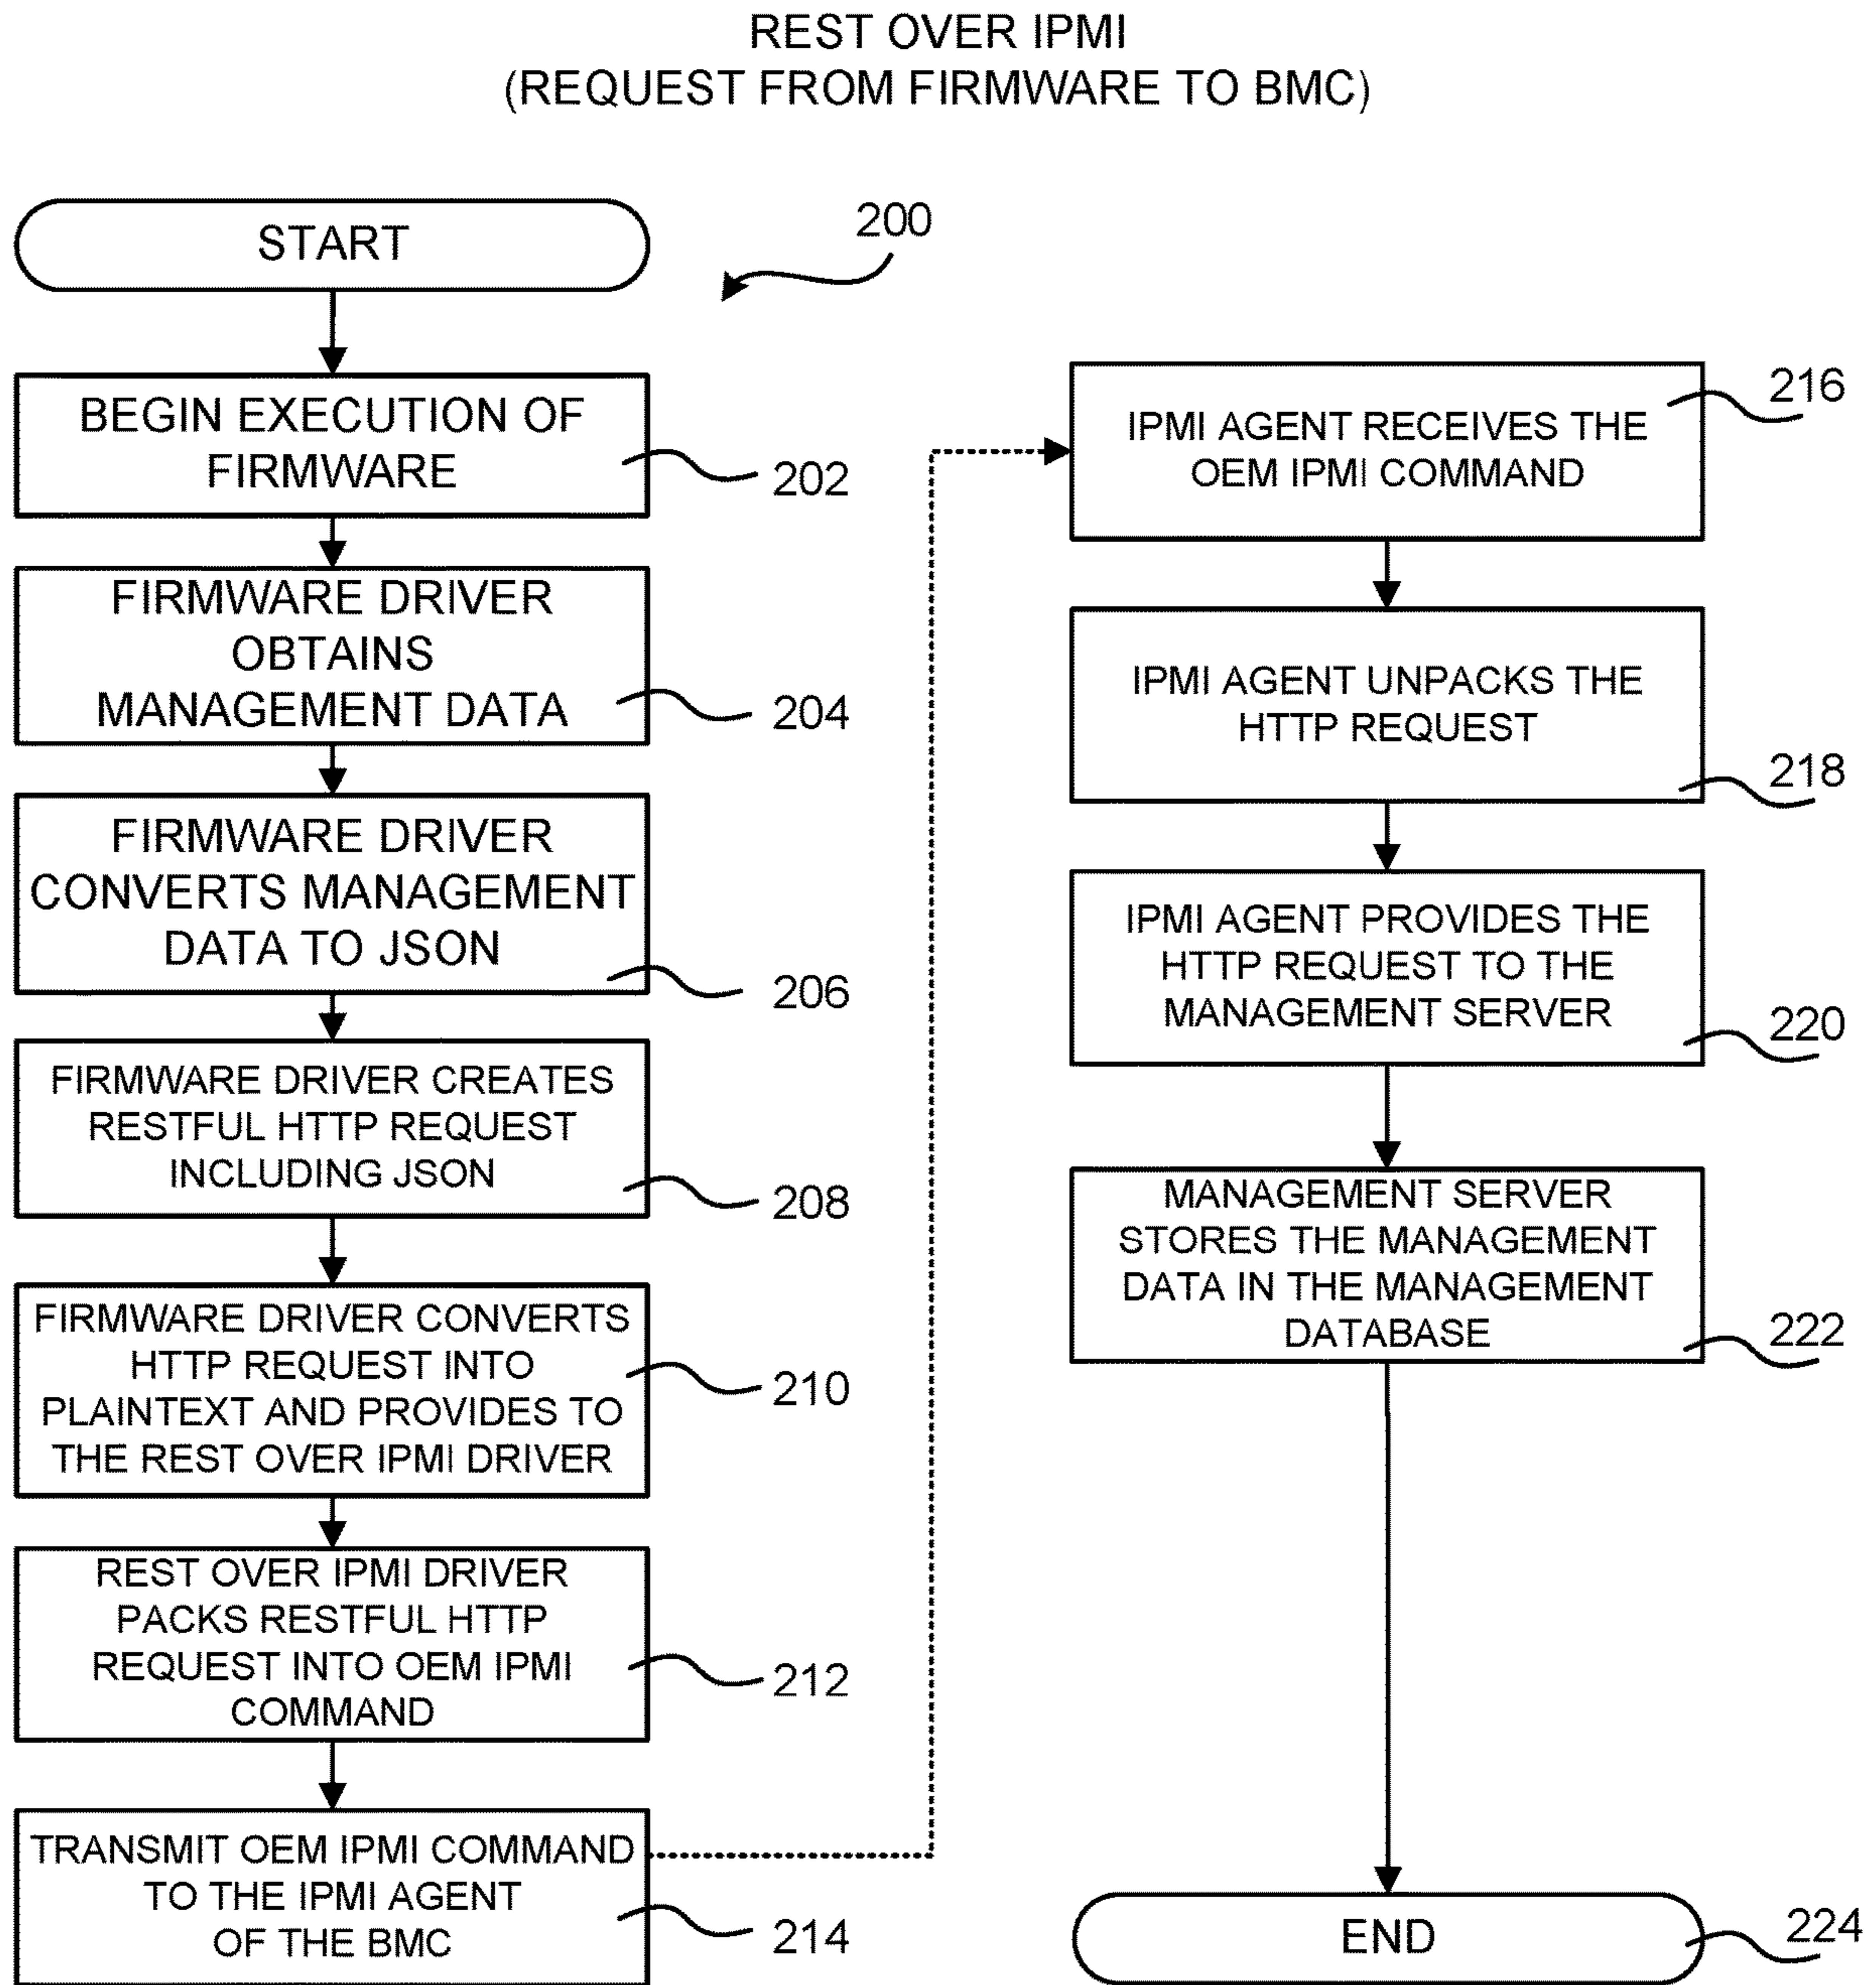 REST OVER IPMI
(REQUEST FROM FIRMWARE TO BMC)
START
200
BEGIN EXECUTION OF
FIRMWARE
202
FIRMWARE DRIVER
OBTAINS
MANAGEMENT DATA
204
FIRMWARE DRIVER
CONVERTS MANAGEMENT
DATA TO JSON
206
FIRMWARE DRIVER CREATES
RESTFUL HTTP REQUEST
INCLUDING JSON
208
FIRMWARE DRIVER CONVERTS
HTTP REQUEST INTO
PLAINTEXT AND PROVIDES TO
THE REST OVER IPMI DRIVER
210
REST OVER IPMI DRIVER
PACKS RESTFUL HTTP
REQUEST INTO OEM IPMI
COMMAND
212
TRANSMIT OEM IPMI COMMAND
TO THE IPMI AGENT
OF THE BMC
214
IPMI AGENT RECEIVES THE
OEM IPMI COMMAND
216
IPMI AGENT UNPACKS THE
HTTP REQUEST
218
IPMI AGENT PROVIDES THE
HTTP REQUEST TO THE
MANAGEMENT SERVER
220
MANAGEMENT SERVER
STORES THE MANAGEMENT
DATA IN THE MANAGEMENT
DATABASE
222
END
224